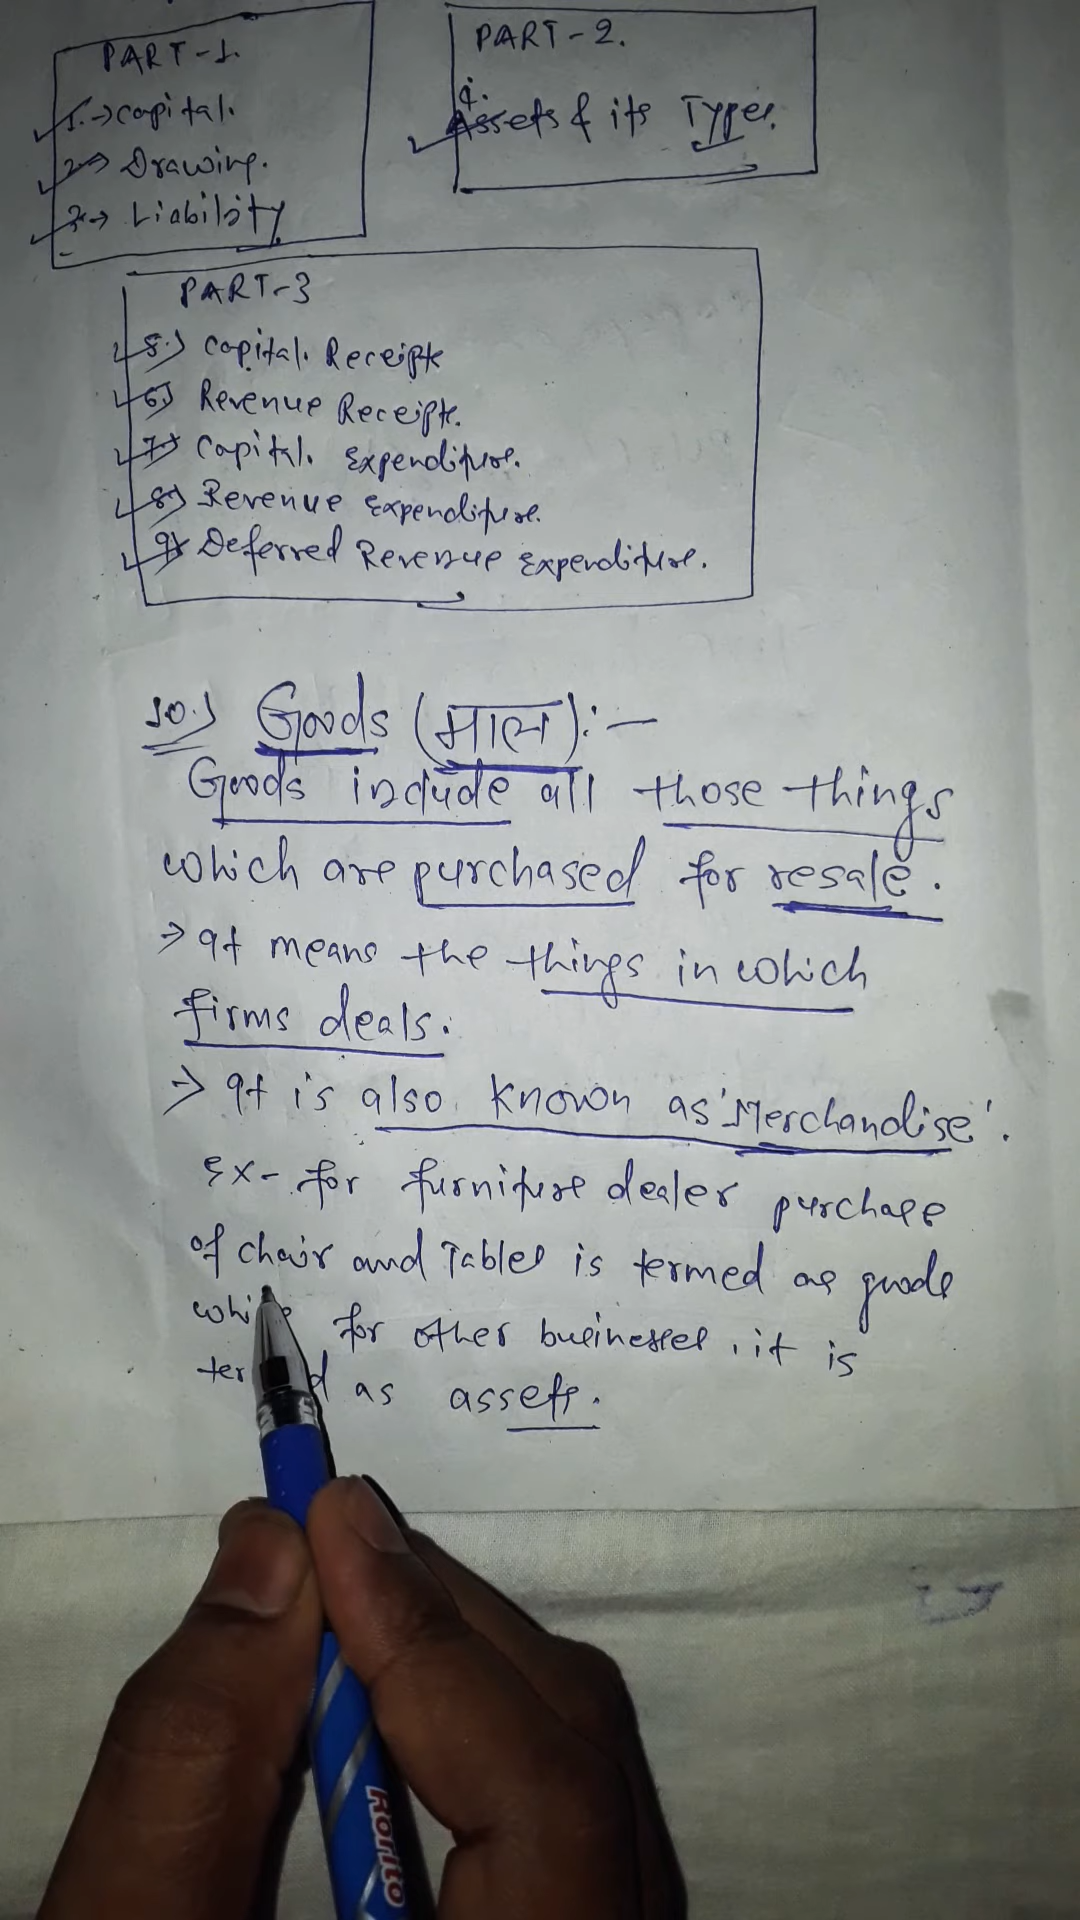 PART-1.
1.→ Capital.
2.→ Drawing.
3.→ Liability
PART-2.
4.
Assets & its Types.
PART-3
5.) Capital Receipts
6.) Revenue Receipts.
7.) Capital Expenditure.
8.) Revenue Expenditure.
9.) Deferred Revenue Expenditure.
10.) Goods (माल):-
Goods include all those things
which are purchased for resale.
→ It means the things in which
firms deals.
→ It is also known as 'Merchandise'.
Ex- for furniture dealer purchase
of chair and Tables is termed as goods
while for other businesses, it is
as assets.
Rorito